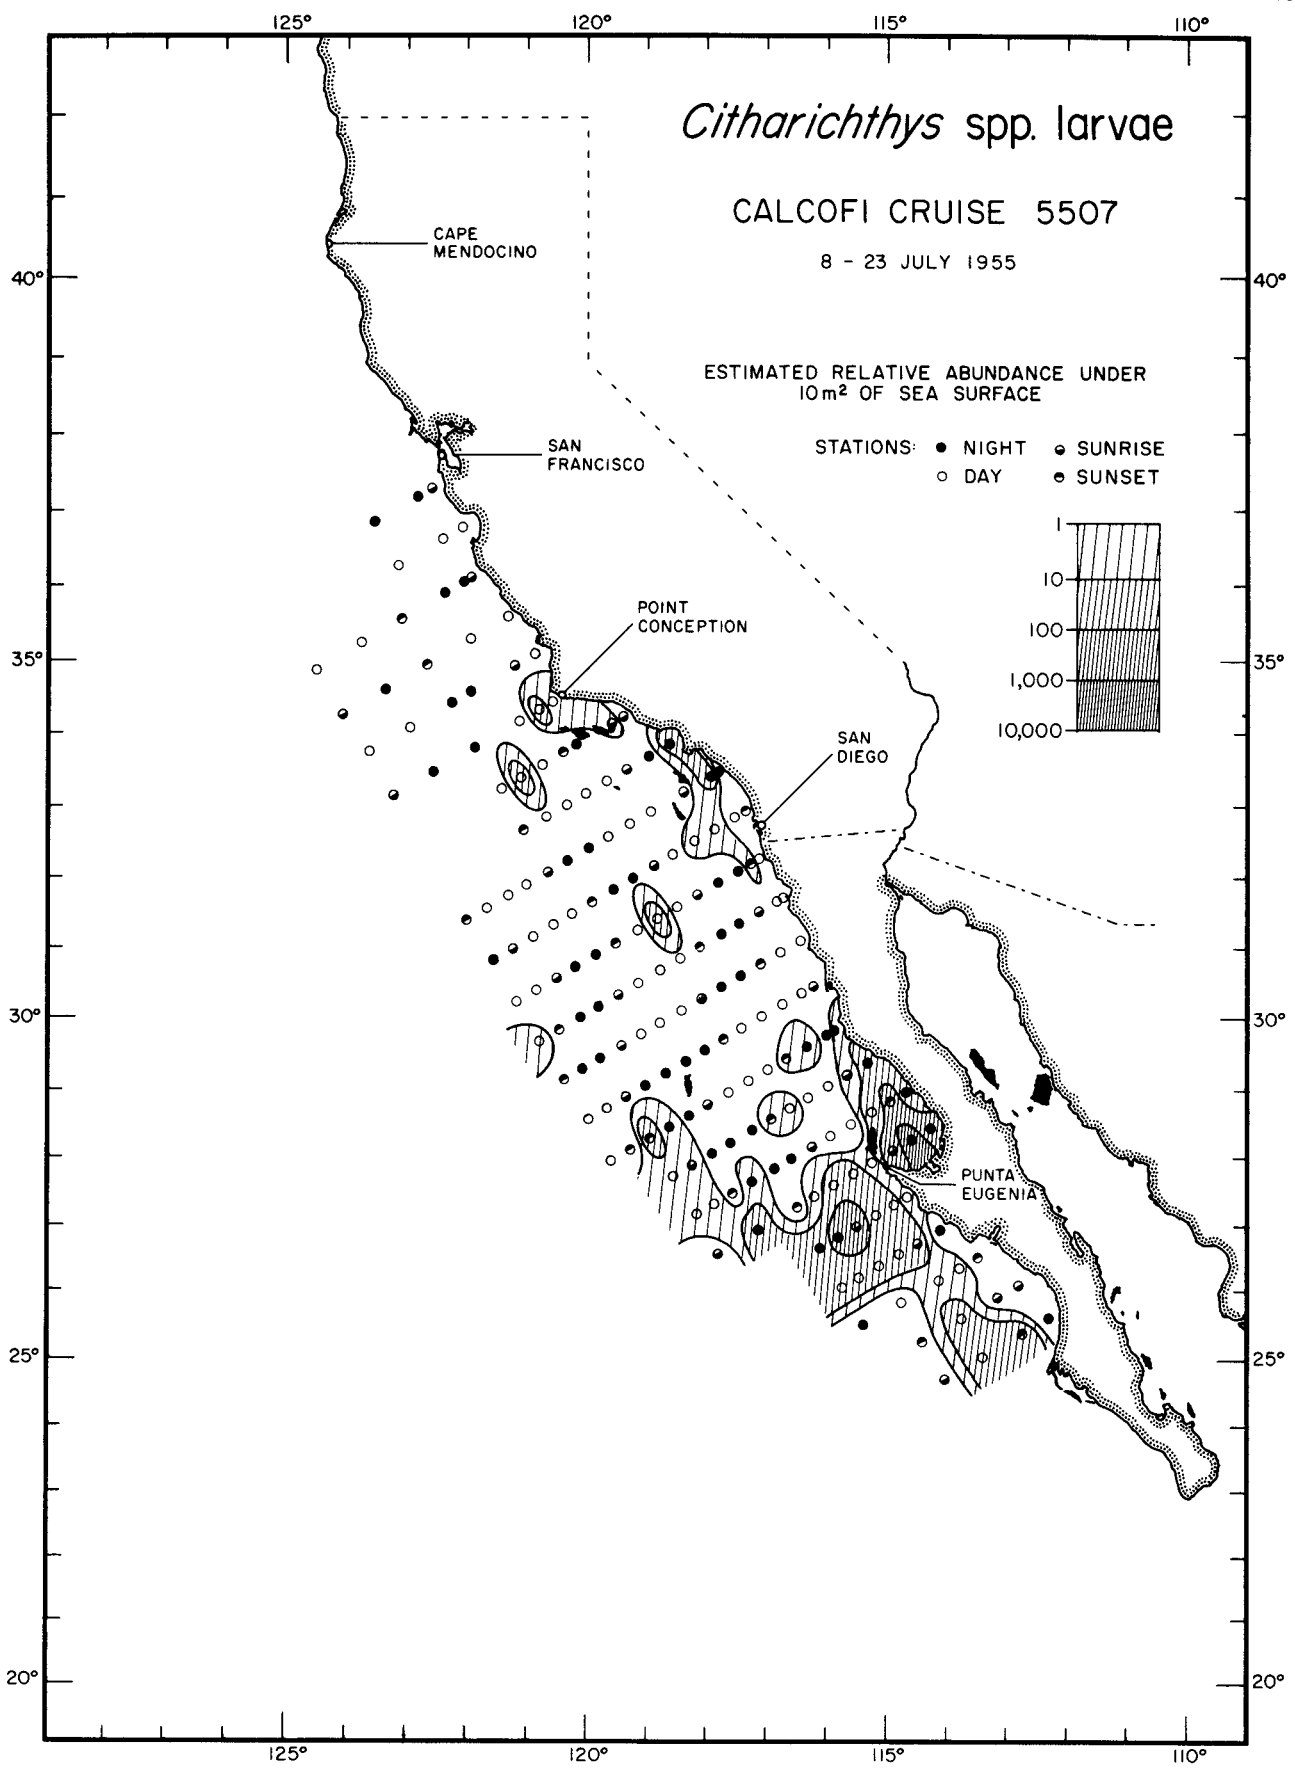 125° 120° 115° 110°
Citharichthys spp. larvae
CALCOFI CRUISE 5507
8 - 23 JULY 1955
CAPE
MENDOCINO
40° 40°
ESTIMATED RELATIVE ABUNDANCE UNDER
10m² OF SEA SURFACE
STATIONS: NIGHT SUNRISE
DAY SUNSET
SAN
FRANCISCO
1
10
100
1,000
10,000
POINT
CONCEPTION
35° 35°
SAN
DIEGO
30° 30°
PUNTA
EUGENIA
25° 25°
20° 20°
125° 120° 115° 110°